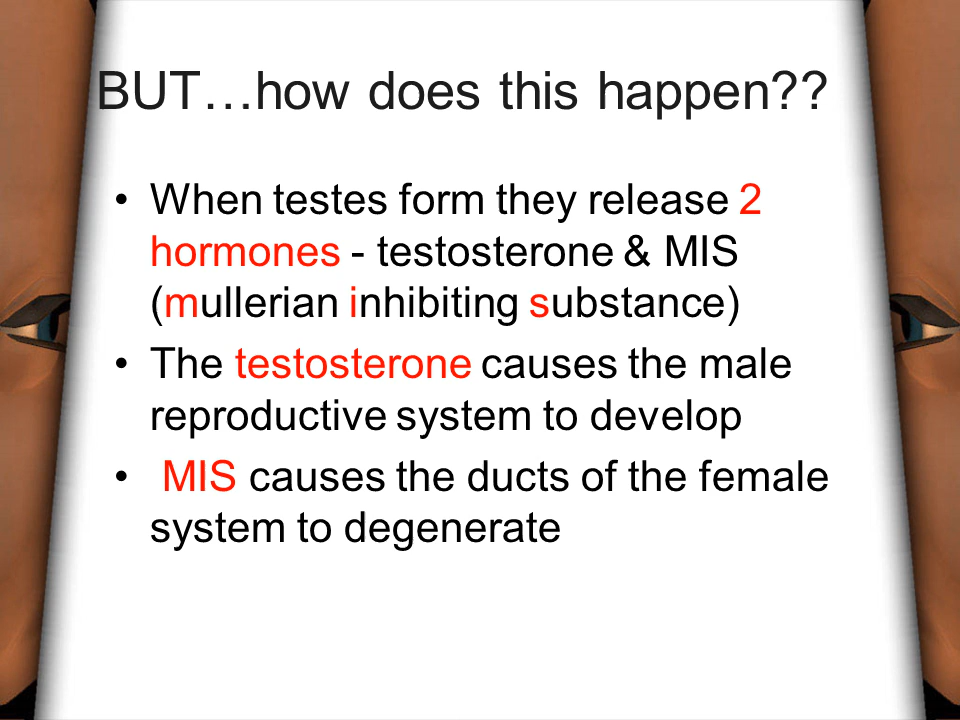 BUT…how does this happen??
• When testes form they release 2
hormones - testosterone & MIS
(mullerian inhibiting substance)
• The testosterone causes the male
reproductive system to develop
• MIS causes the ducts of the female
system to degenerate